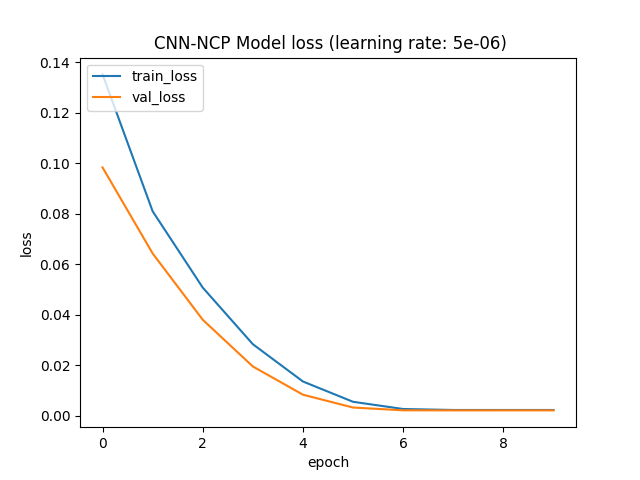 CNN-NCP Model loss (learning rate: 5e-06)
0.14
0.12
0.10
0.08
0.06
0.04
0.02
0.00
loss
train_loss
val_loss
0 2 4 6 8
epoch